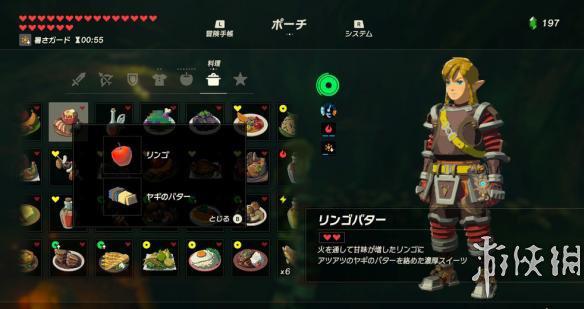 L
冒険手帳
ポーチ
R
システム
197
暑さガード 00:55
料理
リンゴ
ヤギのバター
とじる B
×6
リンゴバター
火を通して甘味が増したリンゴに
アツアツのヤギのバターを絡めた濃厚スイーツ
游侠網